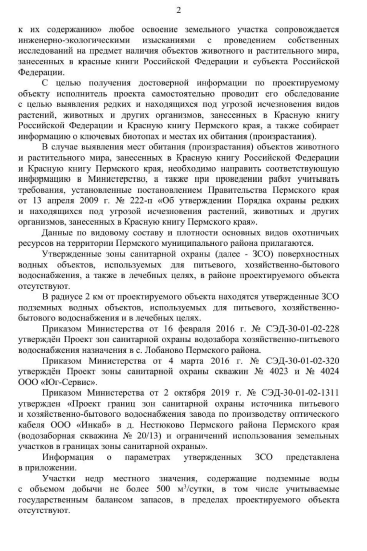 2
к их содержанию» любое освоение земельного участка сопровождается
инженерно-экологическими изысканиями с проведением собственных
исследований на предмет наличия объектов животного и растительного мира,
занесенных в красные книги Российской Федерации и субъекта Российской
Федерации.
С целью получения достоверной информации по проектируемому
объекту исполнитель проекта самостоятельно проводит его обследование
с целью выявления редких и находящихся под угрозой исчезновения видов
растений, животных и других организмов, занесенных в Красную книгу
Российской Федерации и Красную книгу Пермского края, а также собирает
информацию о ключевых биотопах и местах их обитания (произрастания).
В случае выявления мест обитания (произрастания) объектов животного
и растительного мира, занесенных в Красную книгу Российской Федерации
и Красную книгу Пермского края, необходимо направить соответствующую
информацию в Министерство, а также при проведении работ учитывать
требования, установленные постановлением Правительства Пермского края
от 13 апреля 2009 г. № 222-п «Об утверждении Порядка охраны редких
и находящихся под угрозой исчезновения растений, животных и других
организмов, занесенных в Красную книгу Пермского края».
Данные по видовому составу и плотности основных видов охотничьих
ресурсов на территории Пермского муниципального района прилагаются.
Утвержденные зоны санитарной охраны (далее - ЗСО) поверхностных
водных объектов, используемых для питьевого, хозяйственно-бытового
водоснабжения, а также в лечебных целях, в районе проектируемого объекта
отсутствуют.
В радиусе 2 км от проектируемого объекта находятся утвержденные ЗСО
подземных водных объектов, используемых для питьевого, хозяйственно-
бытового водоснабжения и в лечебных целях.
Приказом Министерства от 16 февраля 2016 г. № СЭД-30-01-02-228
утверждён Проект зон санитарной охраны водозабора хозяйственно-питьевого
водоснабжения назначения в с. Лобаново Пермского района.
Приказом Министерства от 4 марта 2016 г. № СЭД-30-01-02-320
утверждён Проект зоны санитарной охраны скважин № 4023 и № 4024
ООО «Юг-Сервис».
Приказом Министерства от 2 октября 2019 г. № СЭД-30-01-02-1311
утвержден «Проект границ зон санитарной охраны источника питьевого
и хозяйственно-бытового водоснабжения завода по производству оптического
кабеля ООО «Инкаб» в д. Нестюково Пермского района Пермского края
(водозаборная скважина № 20/13) и ограничений использования земельных
участков в границах зоны санитарной охраны».
Информация о параметрах утвержденных ЗСО представлена
в приложении.
Участки недр местного значения, содержащие подземные воды
с объемом добычи не более 500 м³/сутки, в том числе учитываемые
государственным балансом запасов, в пределах проектируемого объекта
отсутствуют.